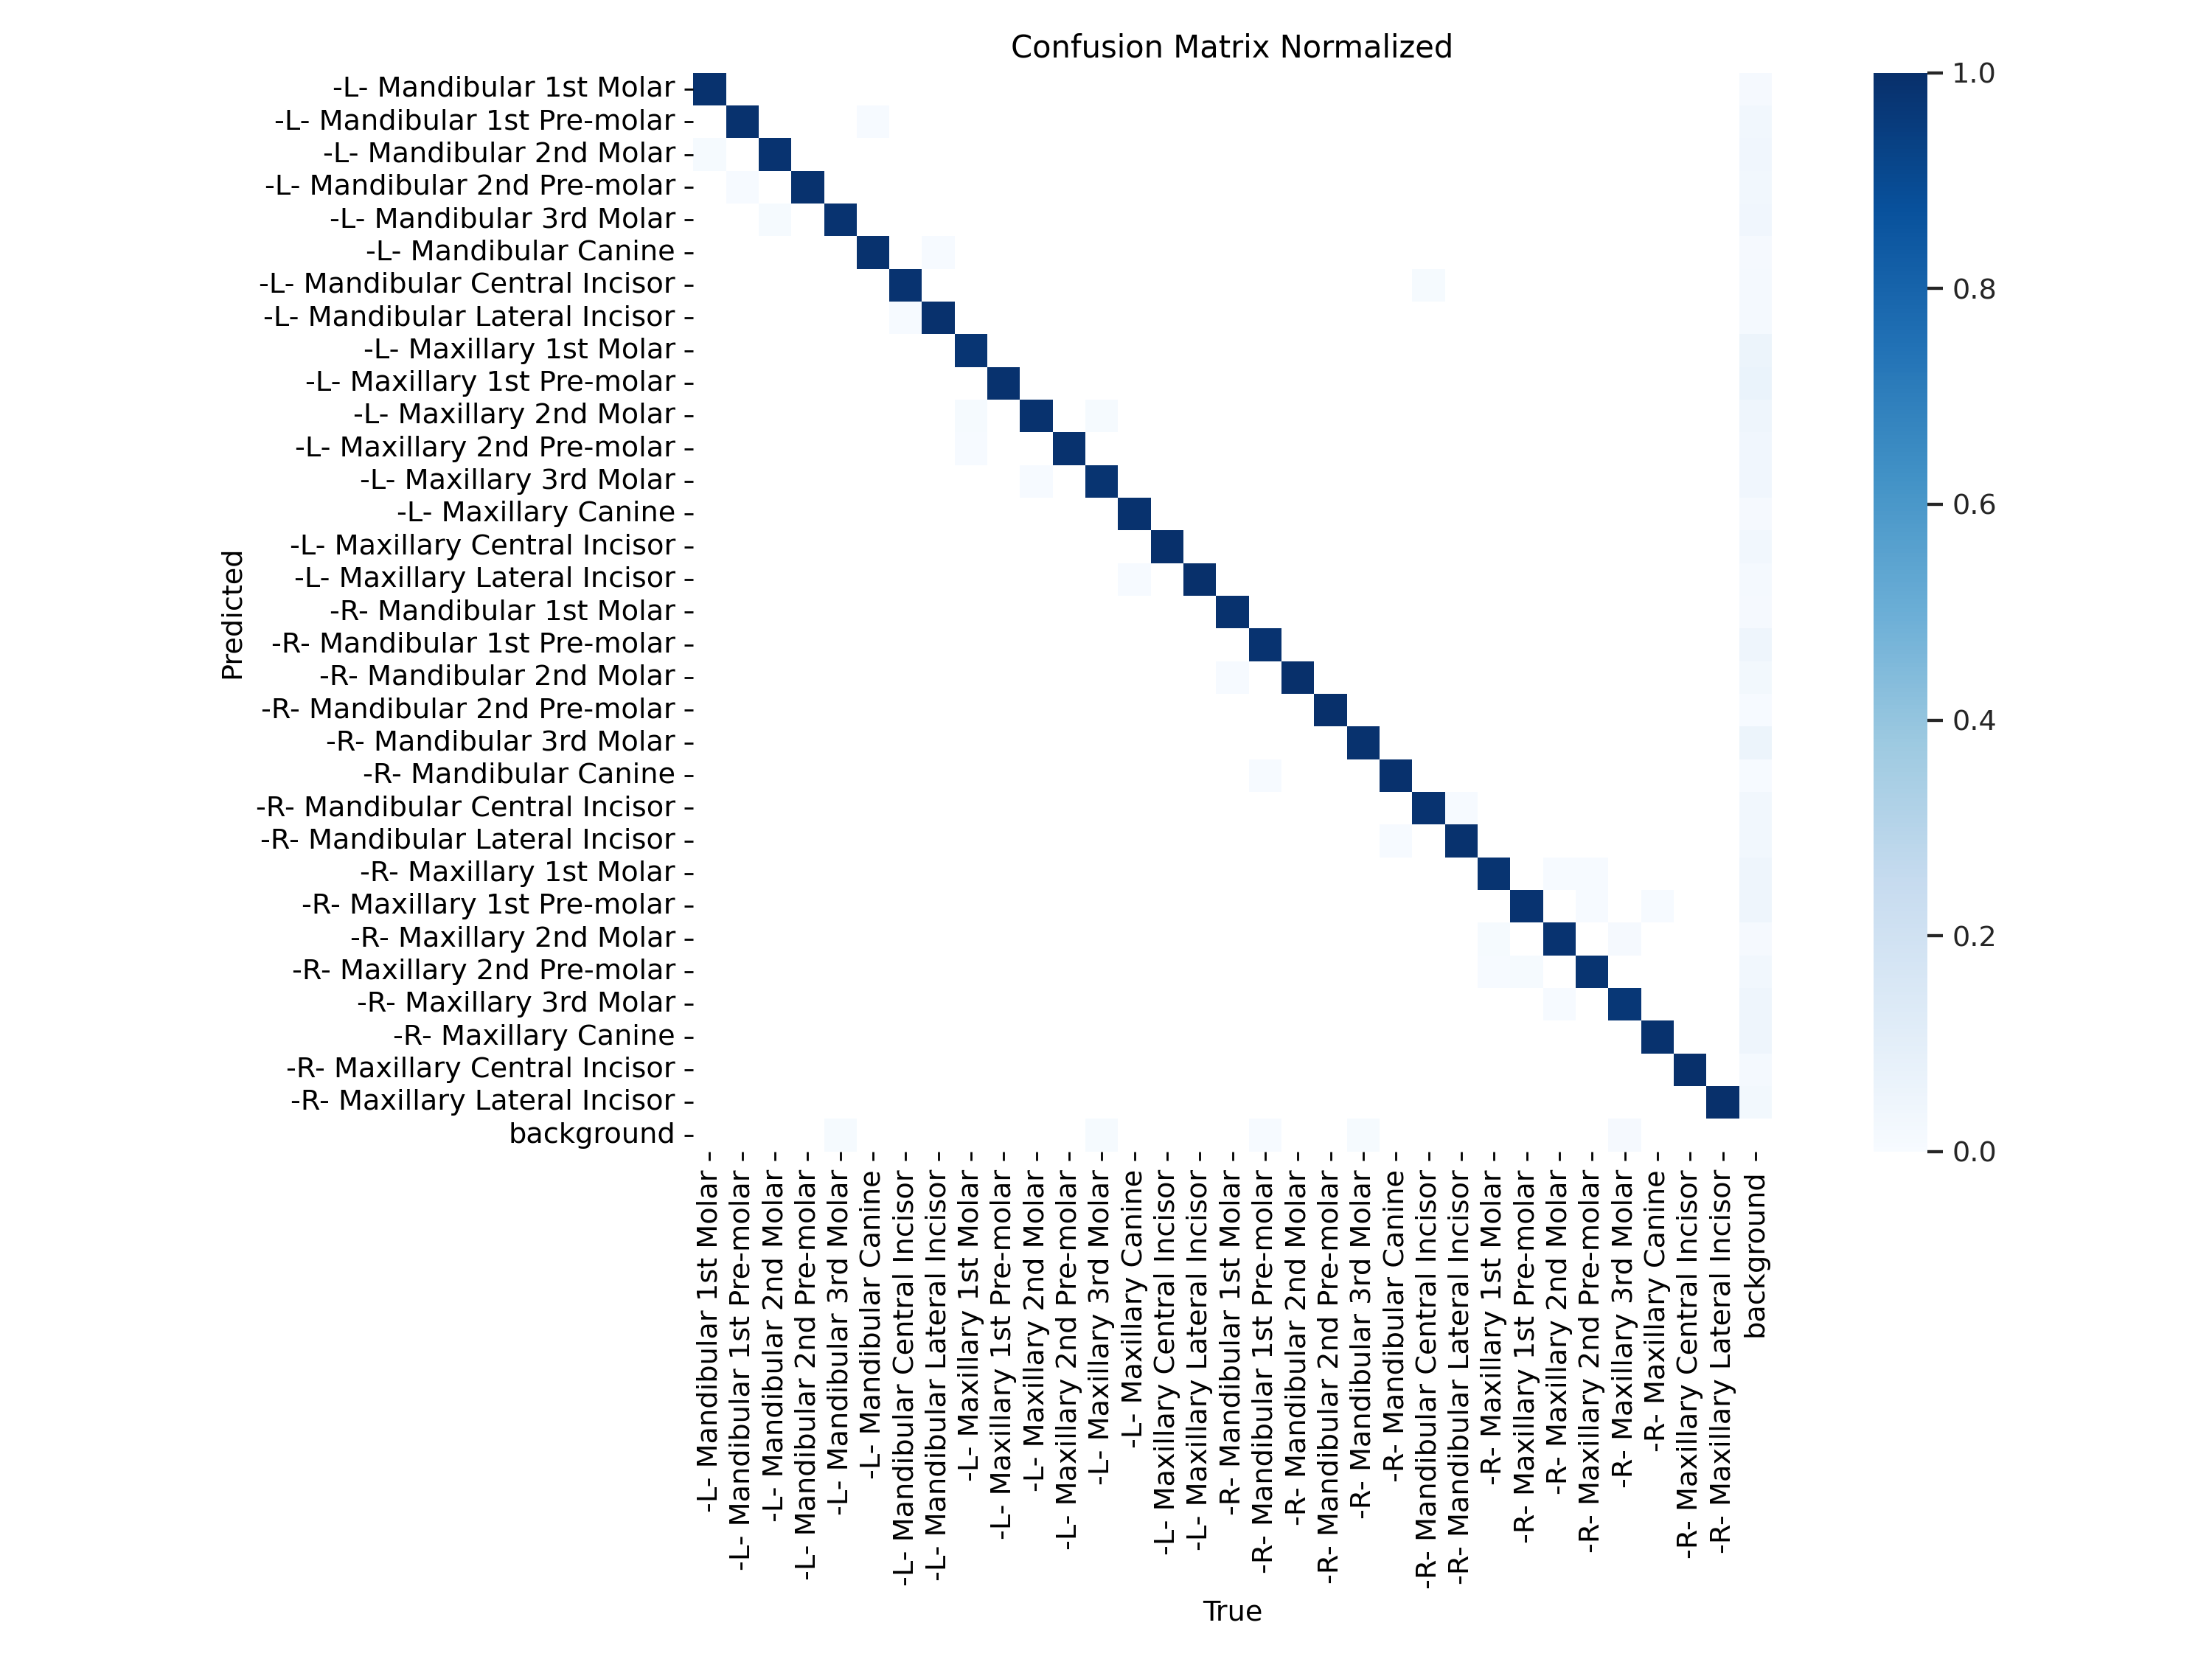 Confusion Matrix Normalized
Predicted
-L- Mandibular 1st Molar
-L- Mandibular 1st Pre-molar
-L- Mandibular 2nd Molar
-L- Mandibular 2nd Pre-molar
-L- Mandibular 3rd Molar
-L- Mandibular Canine
-L- Mandibular Central Incisor
-L- Mandibular Lateral Incisor
-L- Maxillary 1st Molar
-L- Maxillary 1st Pre-molar
-L- Maxillary 2nd Molar
-L- Maxillary 2nd Pre-molar
-L- Maxillary 3rd Molar
-L- Maxillary Canine
-L- Maxillary Central Incisor
-L- Maxillary Lateral Incisor
-R- Mandibular 1st Molar
-R- Mandibular 1st Pre-molar
-R- Mandibular 2nd Molar
-R- Mandibular 2nd Pre-molar
-R- Mandibular 3rd Molar
-R- Mandibular Canine
-R- Mandibular Central Incisor
-R- Mandibular Lateral Incisor
-R- Maxillary 1st Molar
-R- Maxillary 1st Pre-molar
-R- Maxillary 2nd Molar
-R- Maxillary 2nd Pre-molar
-R- Maxillary 3rd Molar
-R- Maxillary Canine
-R- Maxillary Central Incisor
-R- Maxillary Lateral Incisor
background
-L- Mandibular 1st Molar
-L- Mandibular 1st Pre-molar
-L- Mandibular 2nd Molar
-L- Mandibular 2nd Pre-molar
-L- Mandibular 3rd Molar
-L- Mandibular Canine
-L- Mandibular Central Incisor
-L- Mandibular Lateral Incisor
-L- Maxillary 1st Molar
-L- Maxillary 1st Pre-molar
-L- Maxillary 2nd Molar
-L- Maxillary 2nd Pre-molar
-L- Maxillary 3rd Molar
-L- Maxillary Canine
-L- Maxillary Central Incisor
-L- Maxillary Lateral Incisor
-R- Mandibular 1st Molar
-R- Mandibular 1st Pre-molar
-R- Mandibular 2nd Molar
-R- Mandibular 2nd Pre-molar
-R- Mandibular 3rd Molar
-R- Mandibular Canine
-R- Mandibular Central Incisor
-R- Mandibular Lateral Incisor
-R- Maxillary 1st Molar
-R- Maxillary 1st Pre-molar
-R- Maxillary 2nd Molar
-R- Maxillary 2nd Pre-molar
-R- Maxillary 3rd Molar
-R- Maxillary Canine
-R- Maxillary Central Incisor
-R- Maxillary Lateral Incisor
background
True
1.0
0.8
0.6
0.4
0.2
0.0